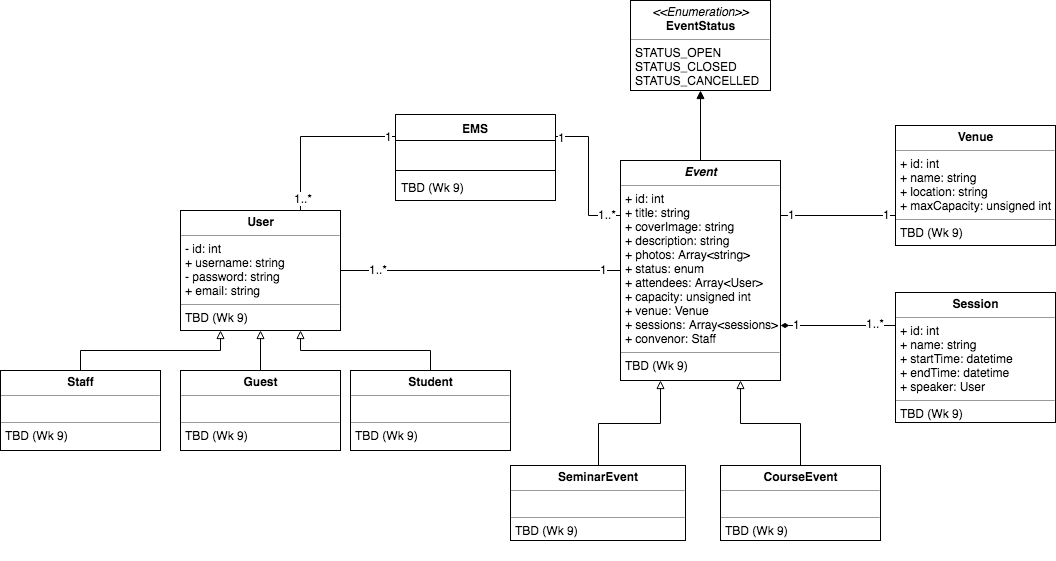 <<Enumeration>>
EventStatus
STATUS_OPEN
STATUS_CLOSED
STATUS_CANCELLED
EMS
TBD (Wk 9)
1
1
1..*
1..*
User
- id: int
+ username: string
- password: string
+ email: string
TBD (Wk 9)
1..*
1
Event
+ id: int
+ title: string
+ coverImage: string
+ description: string
+ photos: Array<string>
+ status: enum
+ attendees: Array<User>
+ capacity: unsigned int
+ venue: Venue
+ sessions: Array<sessions>
+ convenor: Staff
TBD (Wk 9)
1
1
Venue
+ id: int
+ name: string
+ location: string
+ maxCapacity: unsigned int
TBD (Wk 9)
1
1..*
Session
+ id: int
+ name: string
+ startTime: datetime
+ endTime: datetime
+ speaker: User
TBD (Wk 9)
Staff
TBD (Wk 9)
Guest
TBD (Wk 9)
Student
TBD (Wk 9)
SeminarEvent
TBD (Wk 9)
CourseEvent
TBD (Wk 9)